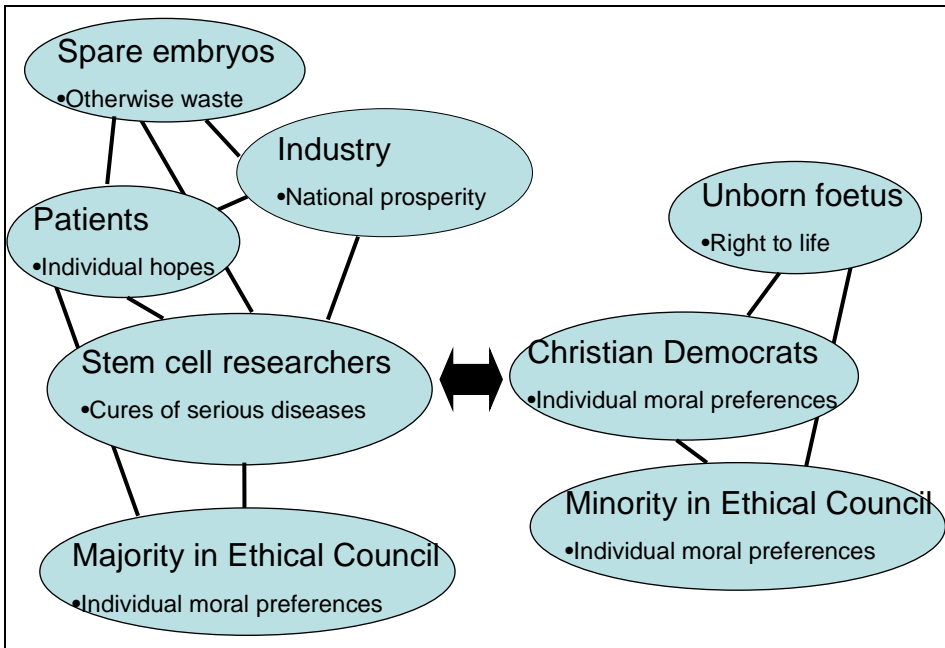 Spare embryos
•Otherwise waste
Industry
•National prosperity
Patients
•Individual hopes
Stem cell researchers
•Cures of serious diseases
Majority in Ethical Council
•Individual moral preferences
Unborn foetus
•Right to life
Christian Democrats
•Individual moral preferences
Minority in Ethical Council
•Individual moral preferences